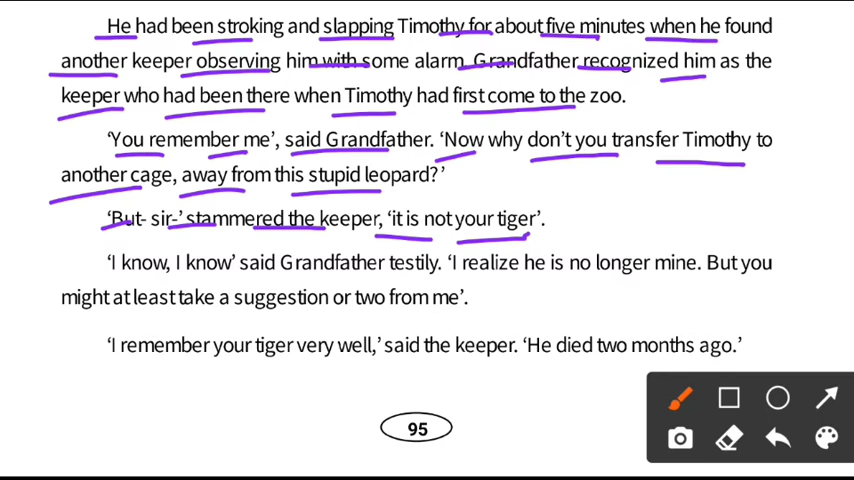 He had been stroking and slapping Timothy for about five minutes when he found
another keeper observing him with some alarm. Grandfather recognized him as the
keeper who had been there when Timothy had first come to the zoo.
‘You remember me’, said Grandfather. ‘Now why don’t you transfer Timothy to
another cage, away from this stupid leopard?’
‘But- sir-’ stammered the keeper, ‘it is not your tiger’.
‘I know, I know’ said Grandfather testily. ‘I realize he is no longer mine. But you
might at least take a suggestion or two from me’.
‘I remember your tiger very well,’ said the keeper. ‘He died two months ago.’
95